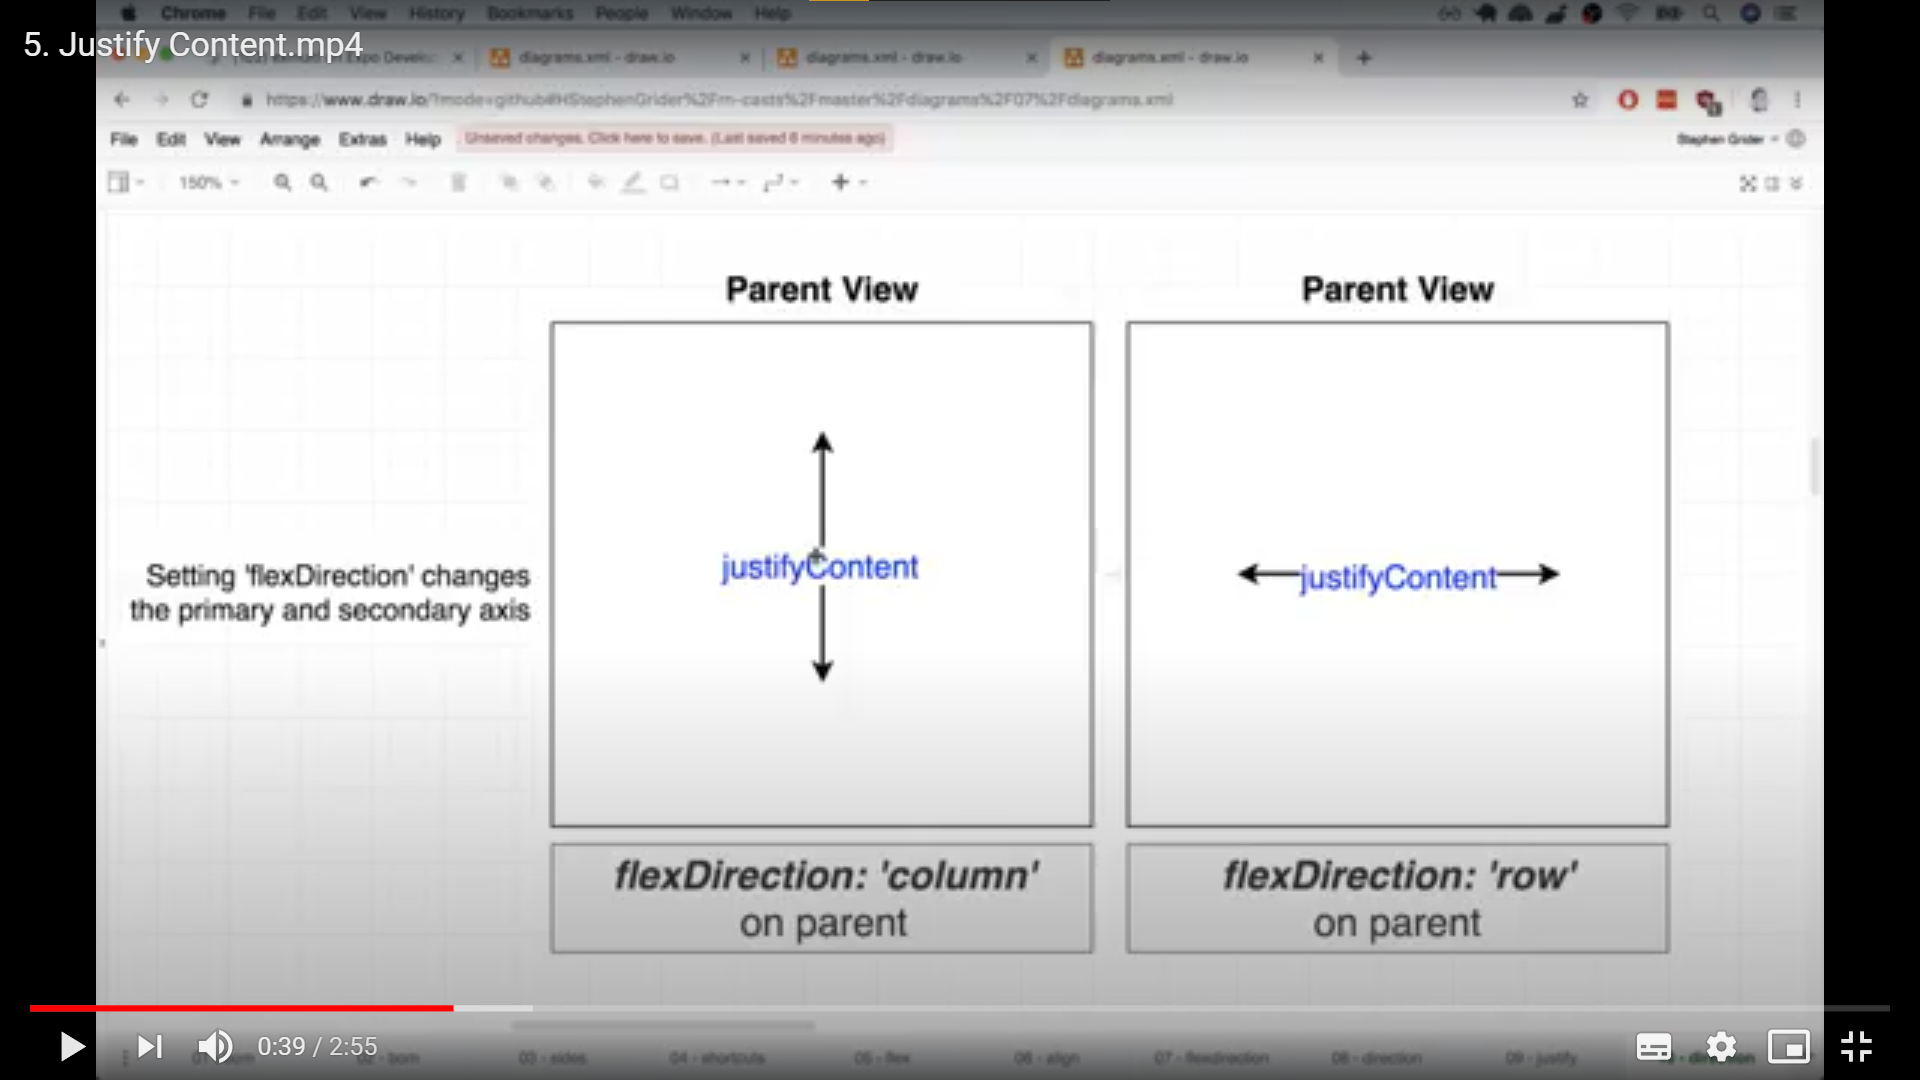 Chrome File Edit View History Bookmarks People Window Help
5. Justify Content.mp4
diagrams.xml - draw.io
diagrams.xml - draw.io
diagrams.xml - draw.io
https://www.draw.io/?mode=github#HStephenGrider%2Frn-casts%2Fmaster%2Fdiagrams%2F07%2Fdiagrams.xml
File Edit View Arrange Extras Help Unsaved changes. Click here to save. (Last saved 6 minutes ago)
Stephen Grider
150%
Parent View
Parent View
justifyContent
justifyContent
Setting 'flexDirection' changes
the primary and secondary axis
flexDirection: 'column'
on parent
flexDirection: 'row'
on parent
0:39 / 2:55
03 - sides 04 - shortcuts 05 - flex 06 - align 07 - flexdirection 08 - direction 09 - justify